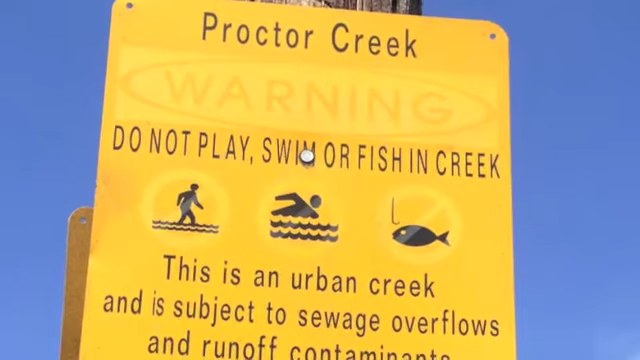 Proctor Creek
WARNING
DO NOT PLAY, SWIM OR FISH IN CREEK
This is an urban creek
and is subject to sewage overflows
and runoff contaminants